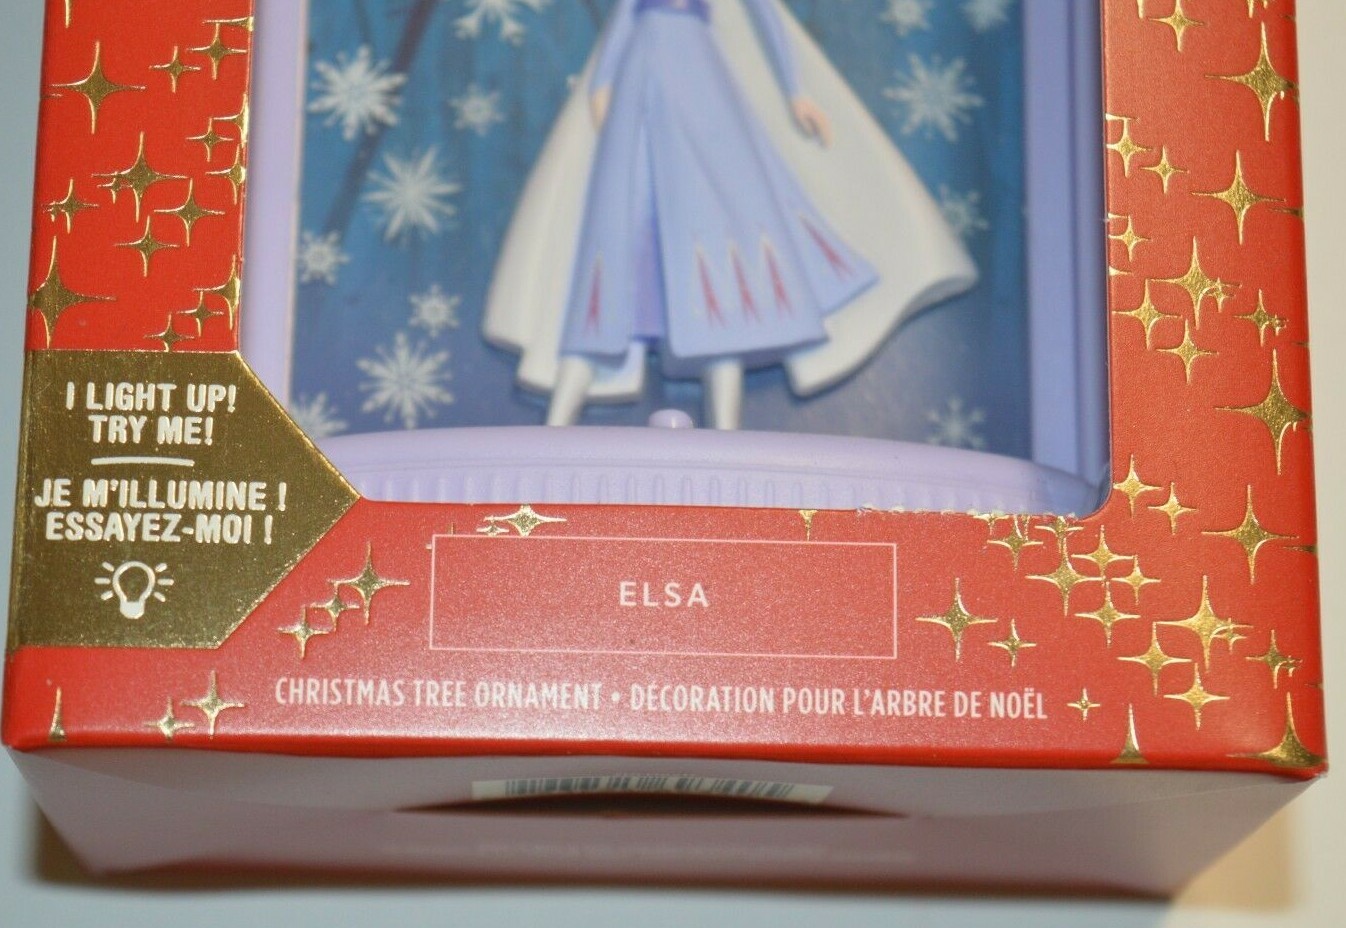 I LIGHT UP!
TRY ME!
JE M'ILLUMINE !
ESSAYEZ-MOI !
ELSA
CHRISTMAS TREE ORNAMENT • DÉCORATION POUR L'ARBRE DE NOËL